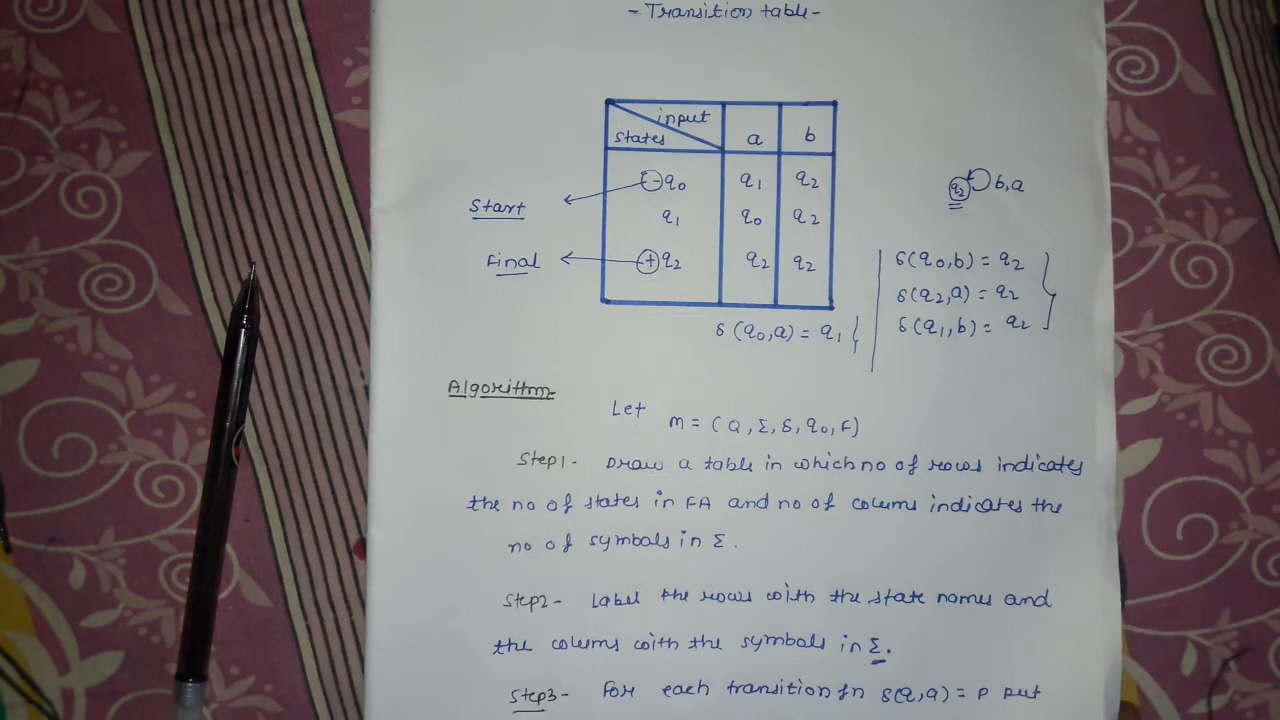 - Transition table -
input
states a b
⊖ q0 q1 q2
Start
q1 q0 q2
Final
⊕ q2 q2 q2
q2 b,a
δ(q0,b) = q2
δ(q2,a) = q2
δ(q1,b) = q2
δ(q0,a) = q1
Algorithm
Let
m = (Q, Σ, δ, q0, F)
Step1- Draw a table in which no of rows indicates
the no of states in FA and no of colums indicates the
no of symbols in Σ.
Step2- Label the rows with the state names and
the colums with the symbols in Σ.
Step3- For each transition fn δ(q,a) = p put